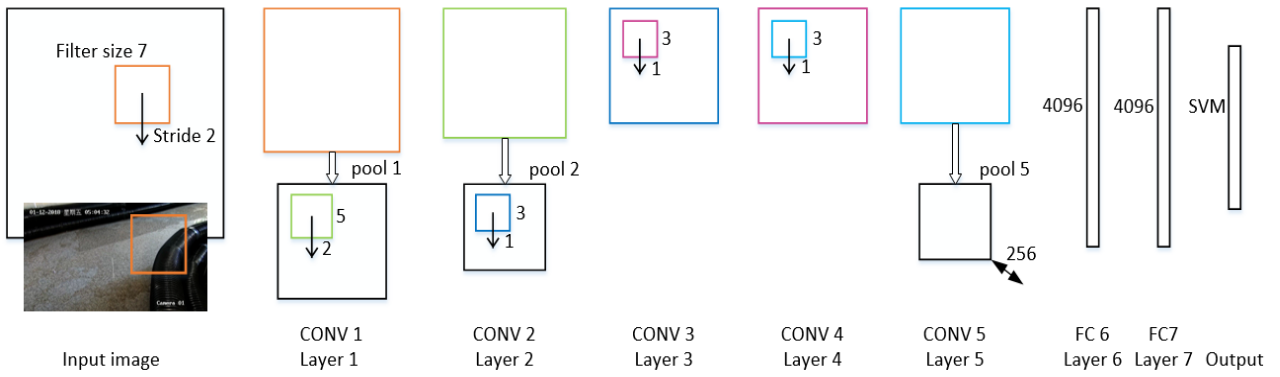 Filter size 7
Stride 2
01-12-2018 星期五 05:04:32
Camera 01
Input image
pool 1
5
2
CONV 1
Layer 1
pool 2
3
1
CONV 2
Layer 2
3
1
CONV 3
Layer 3
3
1
CONV 4
Layer 4
pool 5
256
CONV 5
Layer 5
4096
FC 6
Layer 6
4096
FC7
Layer 7
SVM
Output